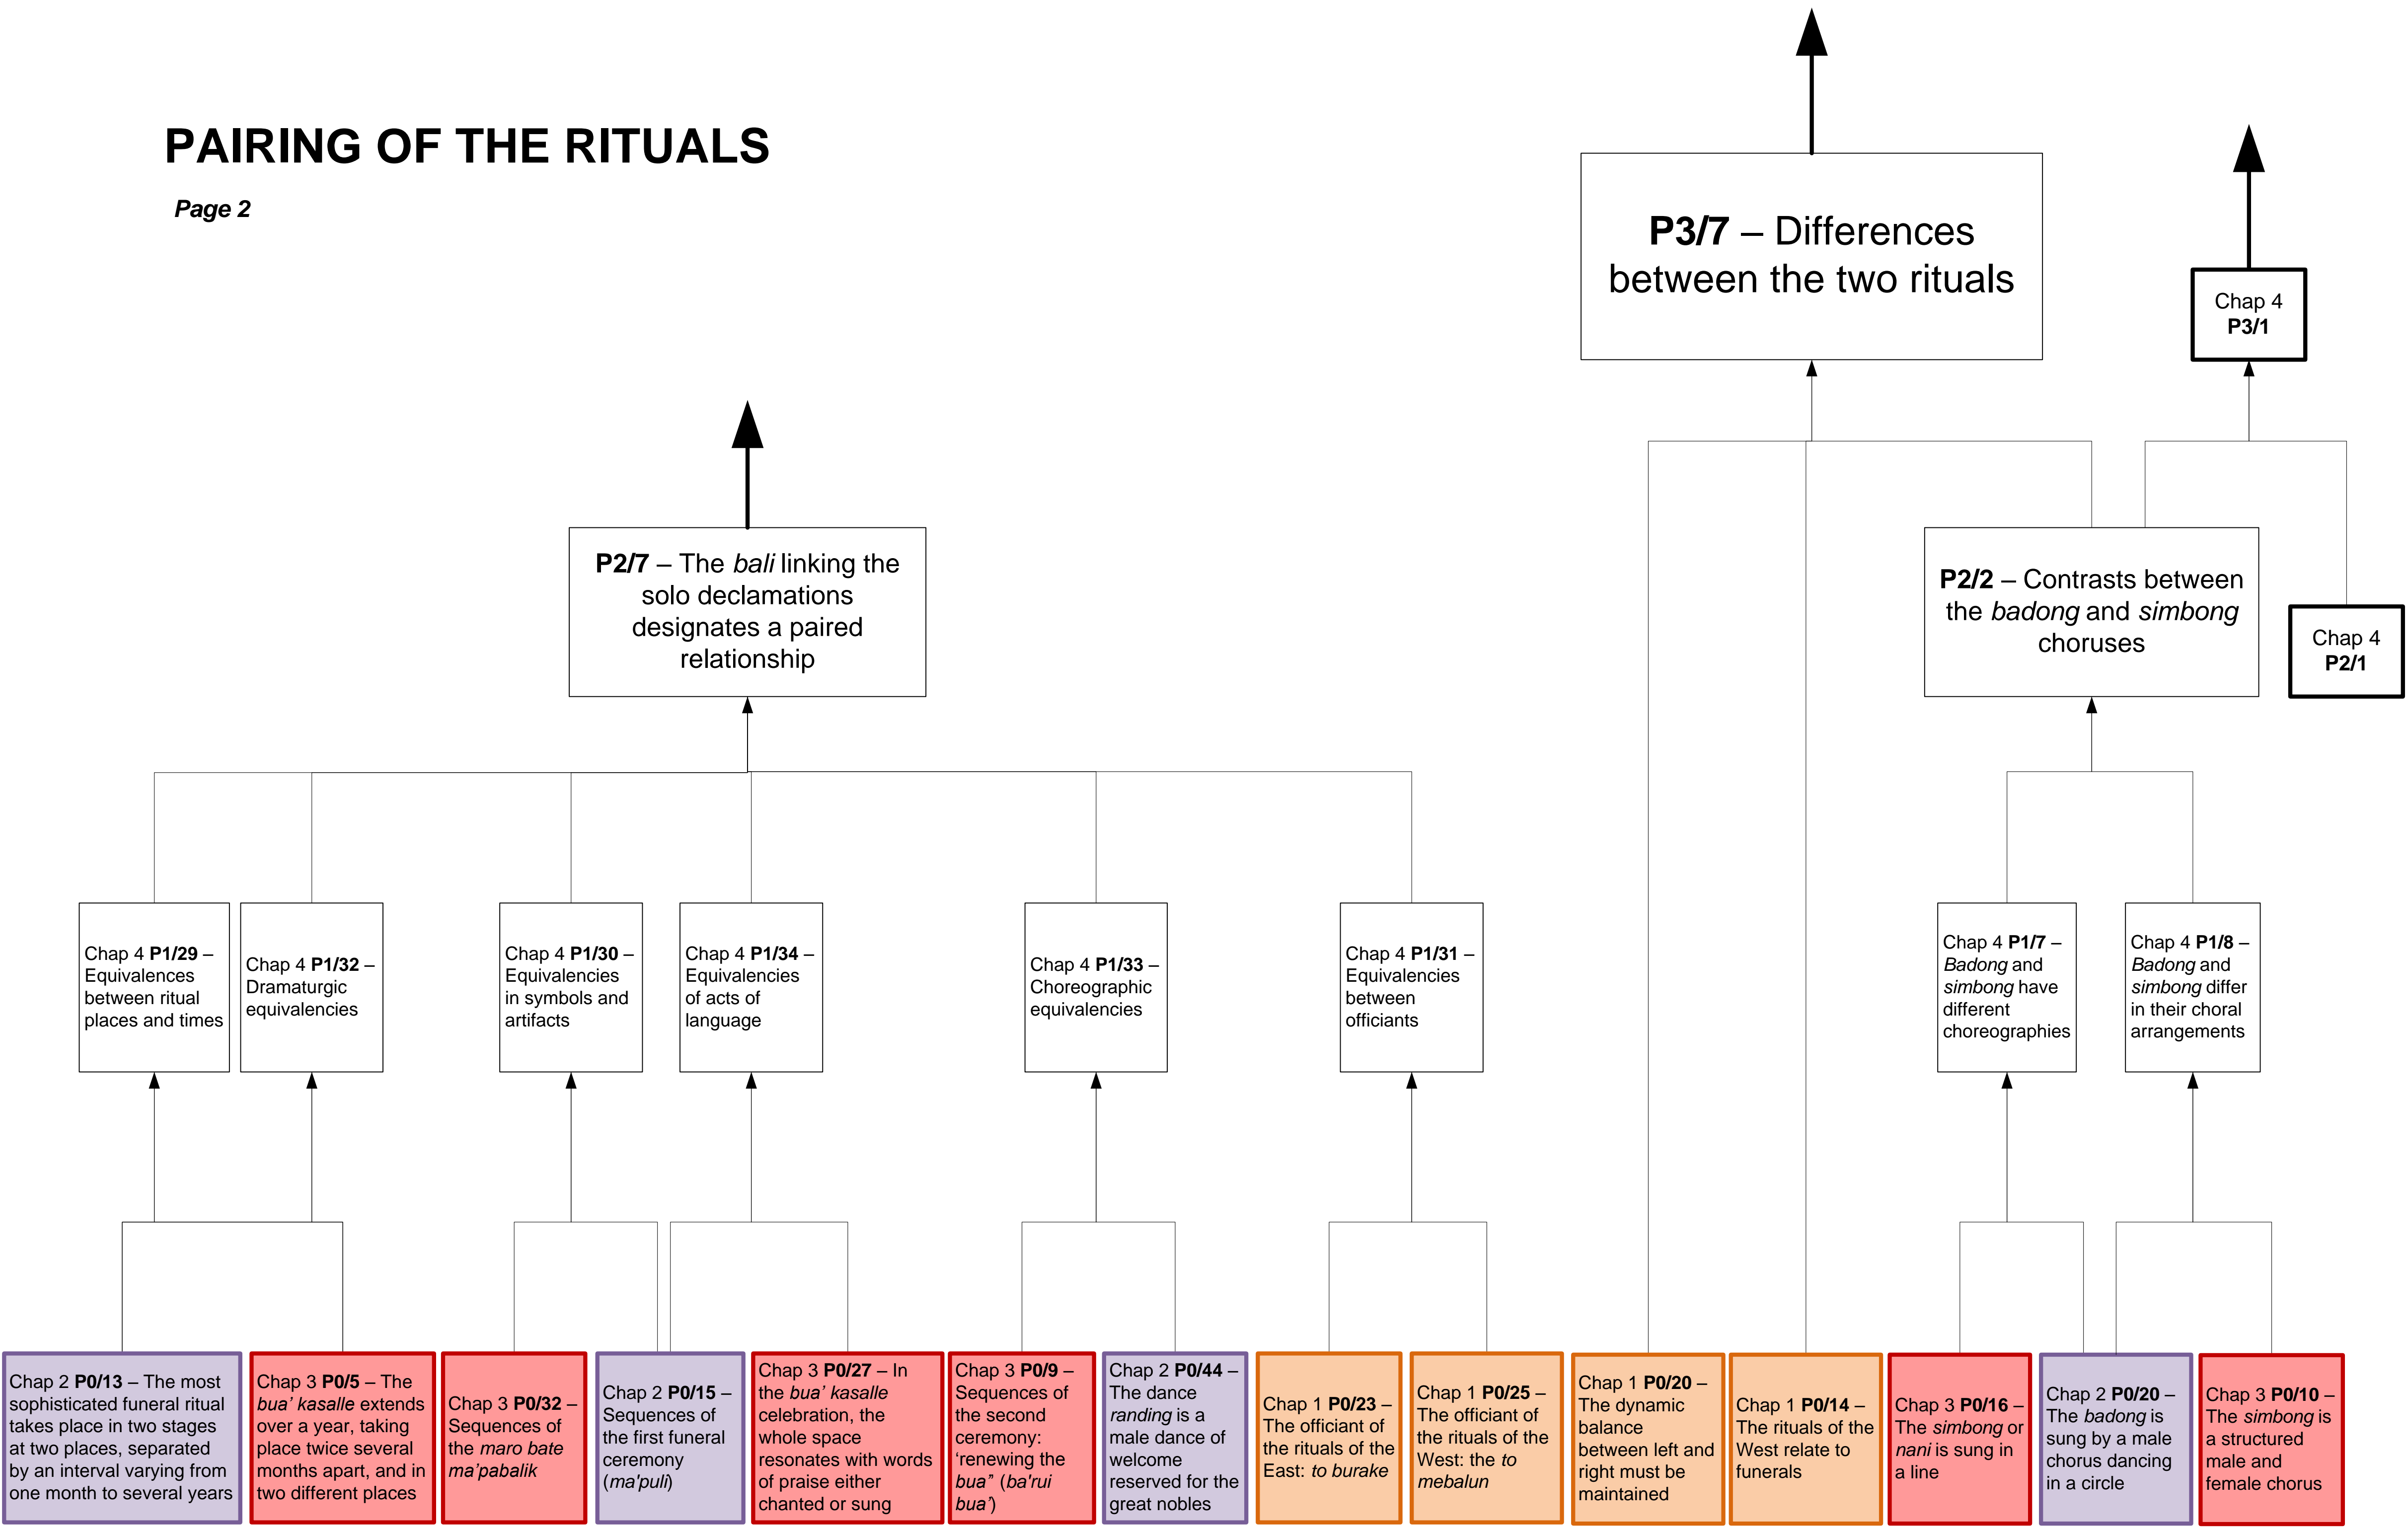 PAIRING OF THE RITUALS
Page 2
P3/7 – Differences
between the two rituals
Chap 4
P3/1
P2/7 – The bali linking the
solo declamations
designates a paired
relationship
P2/2 – Contrasts between
the badong and simbong
choruses
Chap 4
P2/1
Chap 4 P1/29 –
Equivalences
between ritual
places and times
Chap 4 P1/32 –
Dramaturgic
equivalencies
Chap 4 P1/30 –
Equivalencies
in symbols and
artifacts
Chap 4 P1/34 –
Equivalencies
of acts of
language
Chap 4 P1/33 –
Choreographic
equivalencies
Chap 4 P1/31 –
Equivalencies
between
officiants
Chap 4 P1/7 –
Badong and
simbong have
different
choreographies
Chap 4 P1/8 –
Badong and
simbong differ
in their choral
arrangements
Chap 2 P0/13 – The most
sophisticated funeral ritual
takes place in two stages
at two places, separated
by an interval varying from
one month to several years
Chap 3 P0/5 – The
bua' kasalle extends
over a year, taking
place twice several
months apart, and in
two different places
Chap 3 P0/32 –
Sequences of
the maro bate
ma'pabalik
Chap 2 P0/15 –
Sequences of
the first funeral
ceremony
(ma'puli)
Chap 3 P0/27 – In
the bua' kasalle
celebration, the
whole space
resonates with words
of praise either
chanted or sung
Chap 3 P0/9 –
Sequences of
the second
ceremony:
‘renewing the
bua'’ (ba'rui
bua')
Chap 2 P0/44 –
The dance
randing is a
male dance of
welcome
reserved for the
great nobles
Chap 1 P0/23 –
The officiant of
the rituals of the
East: to burake
Chap 1 P0/25 –
The officiant of
the rituals of the
West: the to
mebalun
Chap 1 P0/20 –
The dynamic
balance
between left and
right must be
maintained
Chap 1 P0/14 –
The rituals of the
West relate to
funerals
Chap 3 P0/16 –
The simbong or
nani is sung in
a line
Chap 2 P0/20 –
The badong is
sung by a male
chorus dancing
in a circle
Chap 3 P0/10 –
The simbong is
a structured
male and
female chorus